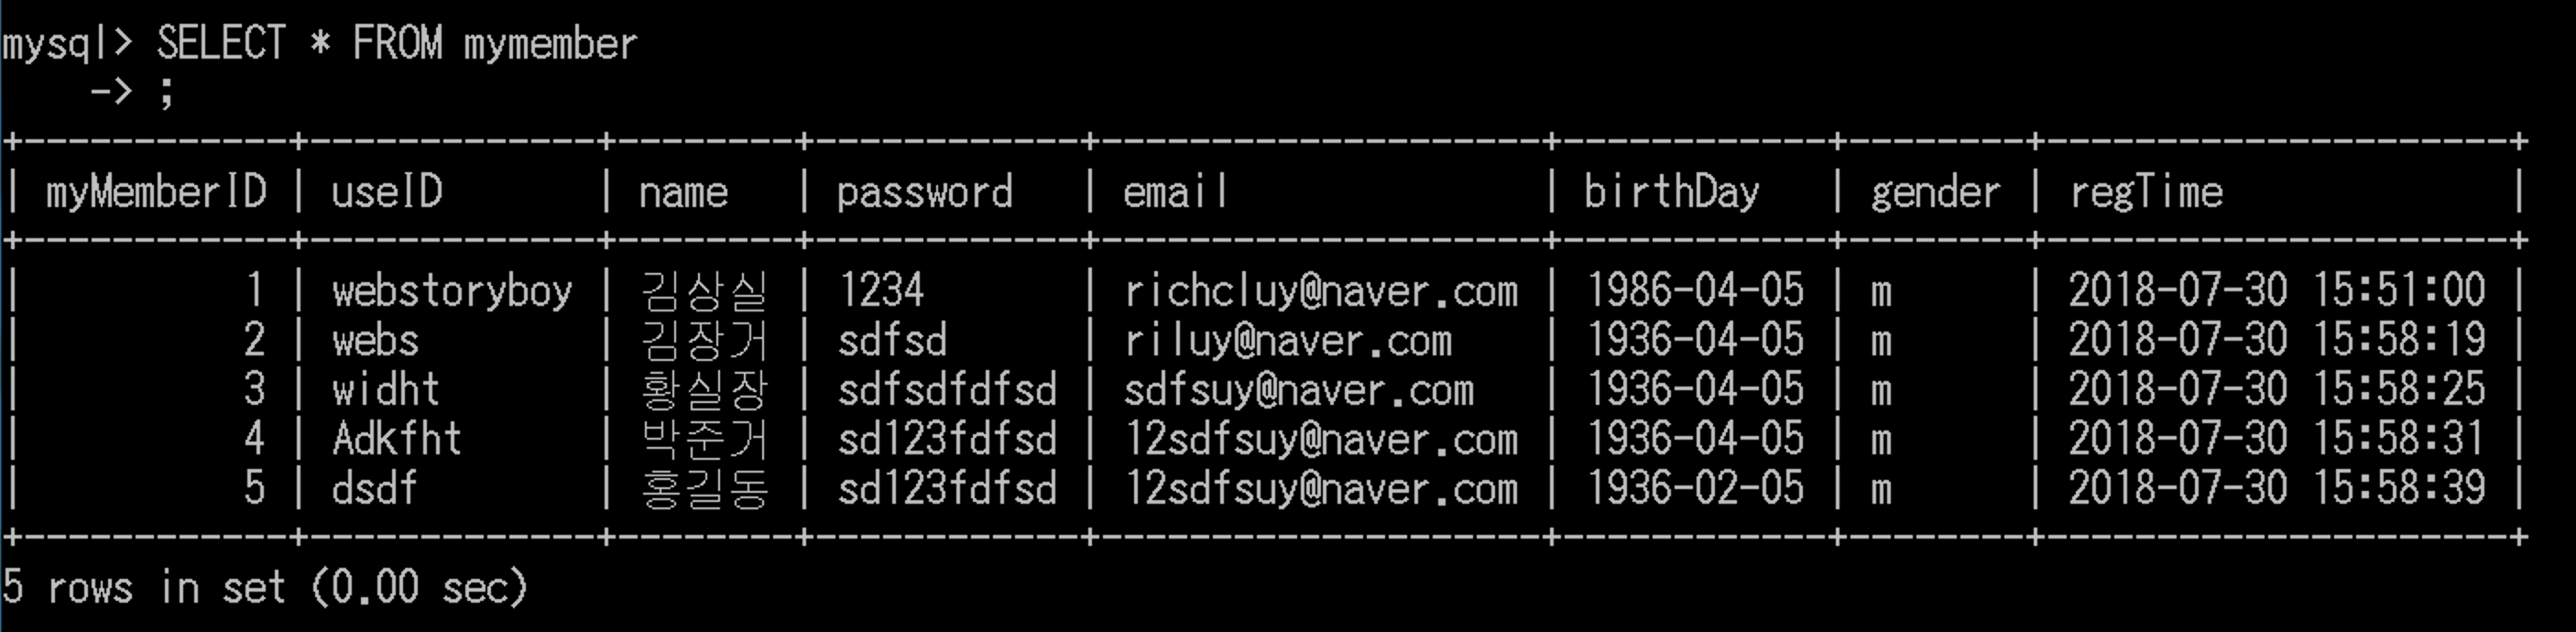 mysql> SELECT * FROM mymember
    -> ;
+-------------+-------------+--------+------------+--------------------+------------+--------+---------------------+
| myMemberID | useID       | name   | password   | email              | birthDay   | gender | regTime             |
+-------------+-------------+--------+------------+--------------------+------------+--------+---------------------+
|          1 | webstoryboy | 김상실 | 1234       | richcluy@naver.com | 1986-04-05 | m      | 2018-07-30 15:51:00 |
|          2 | webs        | 김장거 | sdfsd      | riluy@naver.com    | 1936-04-05 | m      | 2018-07-30 15:58:19 |
|          3 | widht       | 황실장 | sdfsdfdfsd | sdfsuy@naver.com   | 1936-04-05 | m      | 2018-07-30 15:58:25 |
|          4 | Adkfht      | 박준거 | sd123fdfsd | 12sdfsuy@naver.com | 1936-04-05 | m      | 2018-07-30 15:58:31 |
|          5 | dsdf        | 홍길동 | sd123fdfsd | 12sdfsuy@naver.com | 1936-02-05 | m      | 2018-07-30 15:58:39 |
+-------------+-------------+--------+------------+--------------------+------------+--------+---------------------+
5 rows in set (0.00 sec)